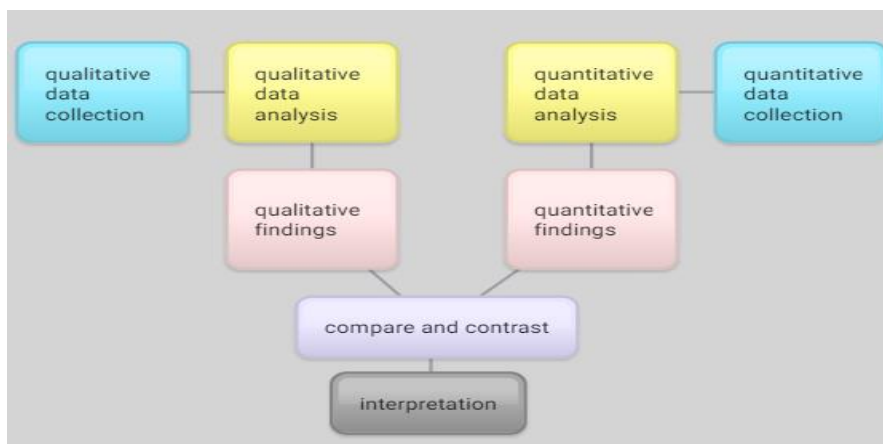 qualitative
data
collection
qualitative
data
analysis
quantitative
data
analysis
quantitative
data
collection
qualitative
findings
quantitative
findings
compare and contrast
interpretation